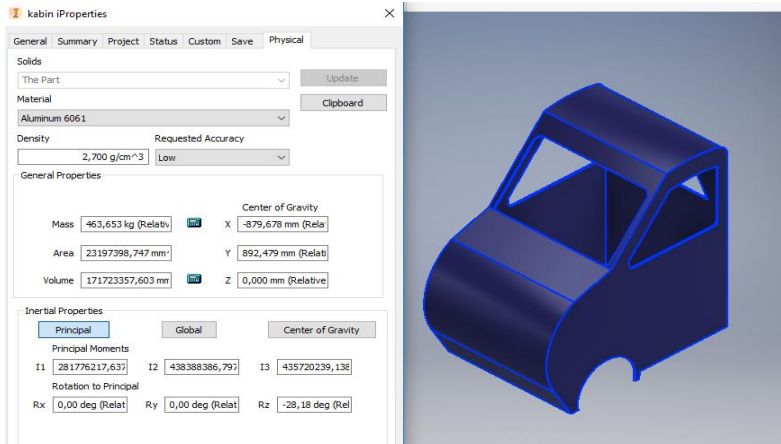 kabin iProperties
General Summary Project Status Custom Save Physical
Solids
The Part
Update
Material
Clipboard
Aluminum 6061
Density Requested Accuracy
2,700 g/cm^3 Low
General Properties
Center of Gravity
Mass 463,653 kg (Relativ X -879,678 mm (Rela
Area 23197398,747 mm Y 892,479 mm (Relati
Volume 171723357,603 mm Z 0,000 mm (Relative
Inertial Properties
Principal Global Center of Gravity
Principal Moments
I1 281776217,637 I2 438388386,797 I3 435720239,138
Rotation to Principal
Rx 0,00 deg (Relat Ry 0,00 deg (Relat Rz -28,18 deg (Rel